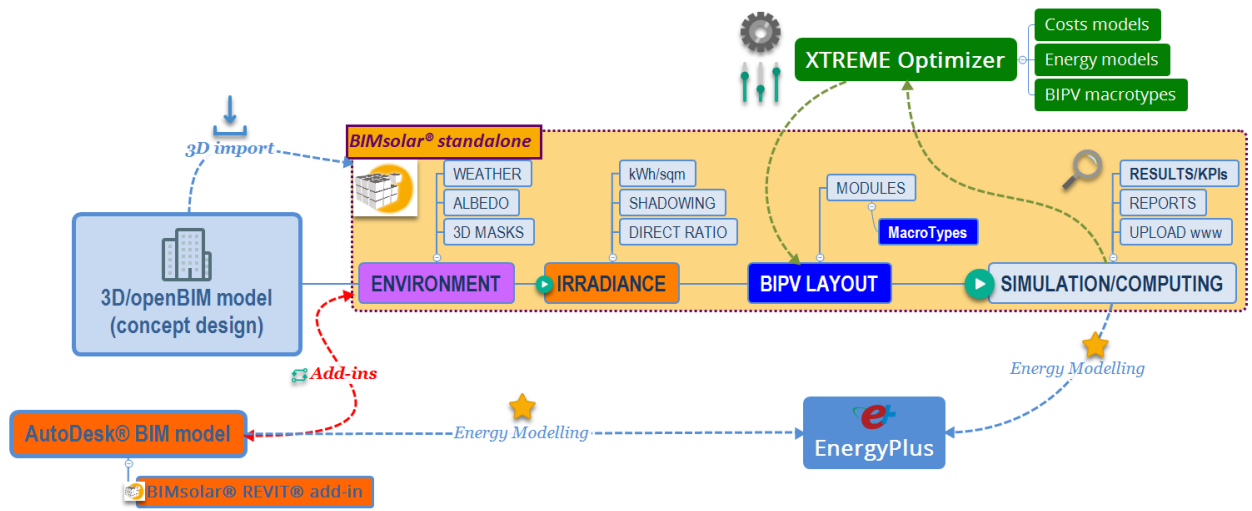 XTREME Optimizer
Costs models
Energy models
BIPV macrotypes
3D import
BIMsolar® standalone
WEATHER
ALBEDO
3D MASKS
kWh/sqm
SHADOWING
DIRECT RATIO
MODULES
MacroTypes
RESULTS/KPIs
REPORTS
UPLOAD www
ENVIRONMENT
IRRADIANCE
BIPV LAYOUT
SIMULATION/COMPUTING
3D/openBIM model
(concept design)
Add-ins
Energy Modelling
AutoDesk® BIM model
Energy Modelling
e+
EnergyPlus
BIMsolar® REVIT® add-in